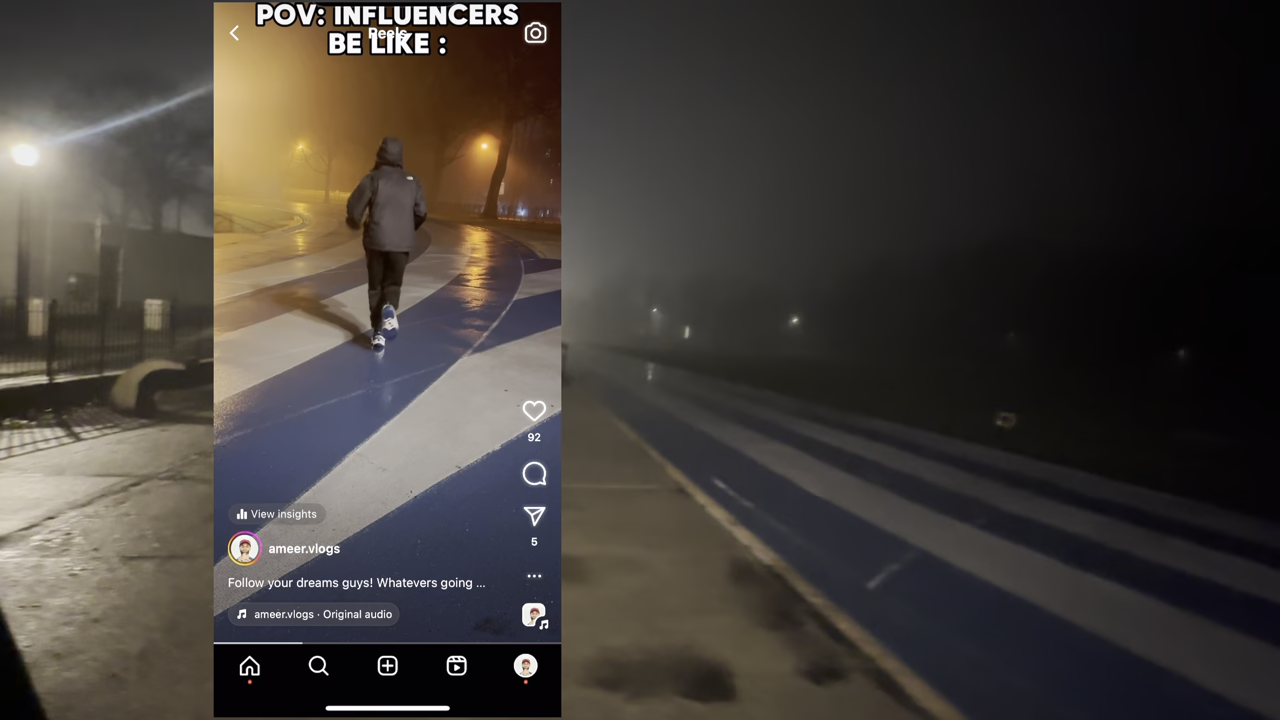 POV: INFLUENCERS
BE LIKE :
Reels
92
5
View insights
ameer.vlogs
Follow your dreams guys! Whatevers going ...
ameer.vlogs · Original audio